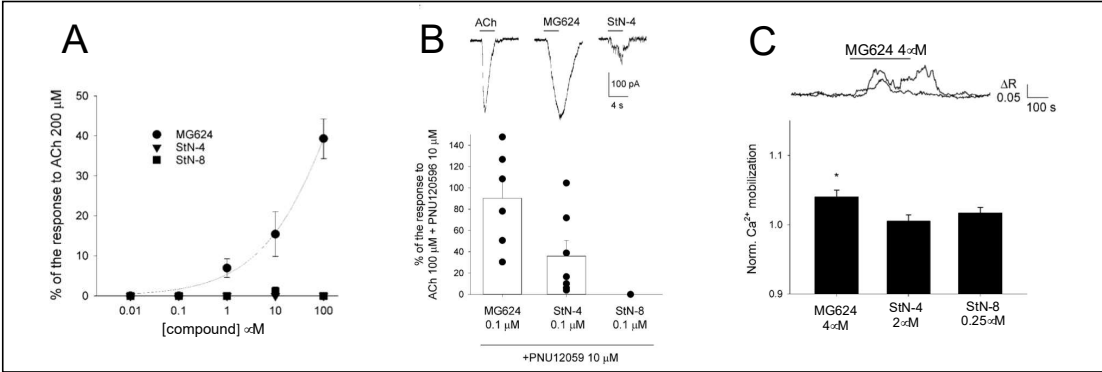 A
% of the response to ACh 200 µM
50
40
30
20
10
0
MG624
StN-4
StN-8
0.01
0.1
1
10
100
[compound] ∝M
B
ACh
MG624
StN-4
100 pA
4 s
% of the response to
ACh 100 µM + PNU120596 10 µM
140
120
100
80
60
40
20
0
MG624
0.1 µM
StN-4
0.1 µM
StN-8
0.1 µM
+PNU12059 10 µM
C
MG624 4∝M
ΔR
0.05
100 s
Norm. Ca²⁺ mobilization
1.1
1.0
0.9
*
MG624
4∝M
StN-4
2∝M
StN-8
0.25∝M